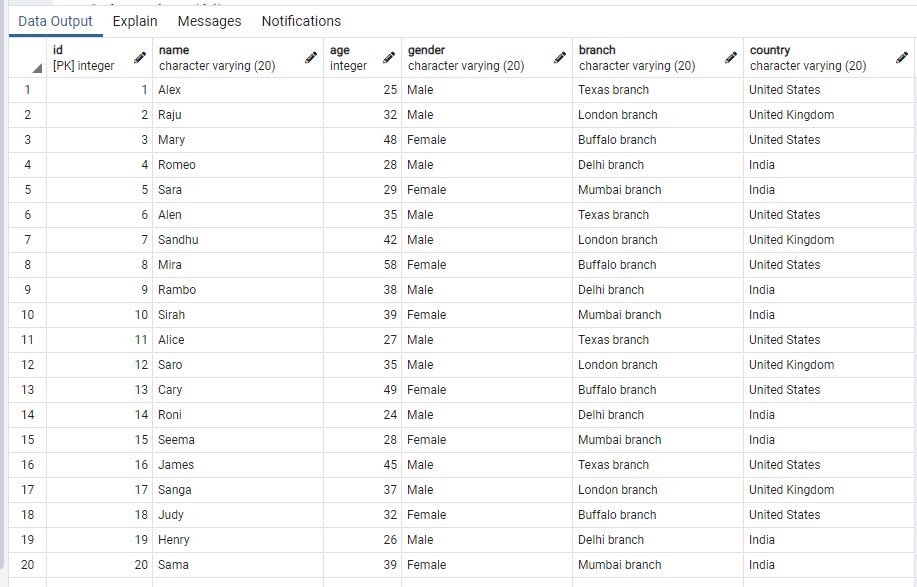 Data Output Explain Messages Notifications
id name age gender branch country
[PK] integer character varying (20) integer character varying (20) character varying (20) character varying (20)
1 1 Alex 25 Male Texas branch United States
2 2 Raju 32 Male London branch United Kingdom
3 3 Mary 48 Female Buffalo branch United States
4 4 Romeo 28 Male Delhi branch India
5 5 Sara 29 Female Mumbai branch India
6 6 Alen 35 Male Texas branch United States
7 7 Sandhu 42 Male London branch United Kingdom
8 8 Mira 58 Female Buffalo branch United States
9 9 Rambo 38 Male Delhi branch India
10 10 Sirah 39 Female Mumbai branch India
11 11 Alice 27 Male Texas branch United States
12 12 Saro 35 Male London branch United Kingdom
13 13 Cary 49 Female Buffalo branch United States
14 14 Roni 24 Male Delhi branch India
15 15 Seema 28 Female Mumbai branch India
16 16 James 45 Male Texas branch United States
17 17 Sanga 37 Male London branch United Kingdom
18 18 Judy 32 Female Buffalo branch United States
19 19 Henry 26 Male Delhi branch India
20 20 Sama 39 Female Mumbai branch India